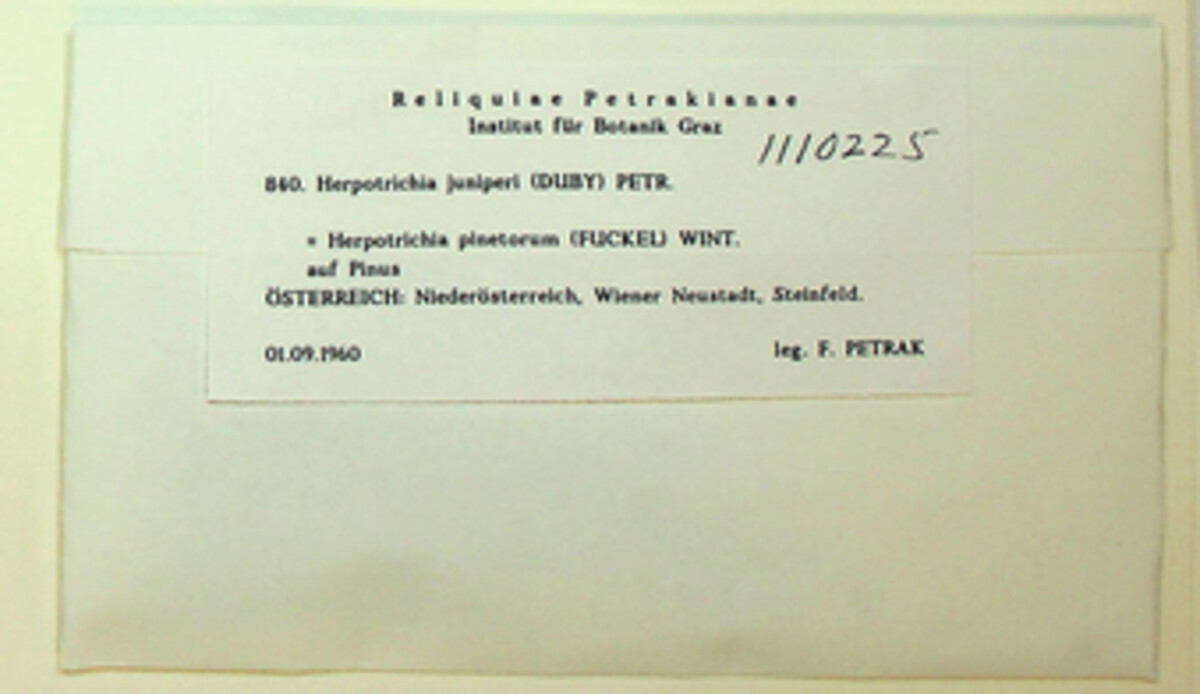 Reliquiae Petrakianae
Institut für Botanik Graz
1110225
840. Herpotrichia juniperi (DUBY) PETR.
= Herpotrichia pinetorum (FUCKEL) WINT.
auf Pinus
ÖSTERREICH: Niederösterreich, Wiener Neustadt, Steinfeld.
01.09.1960 leg. F. PETRAK